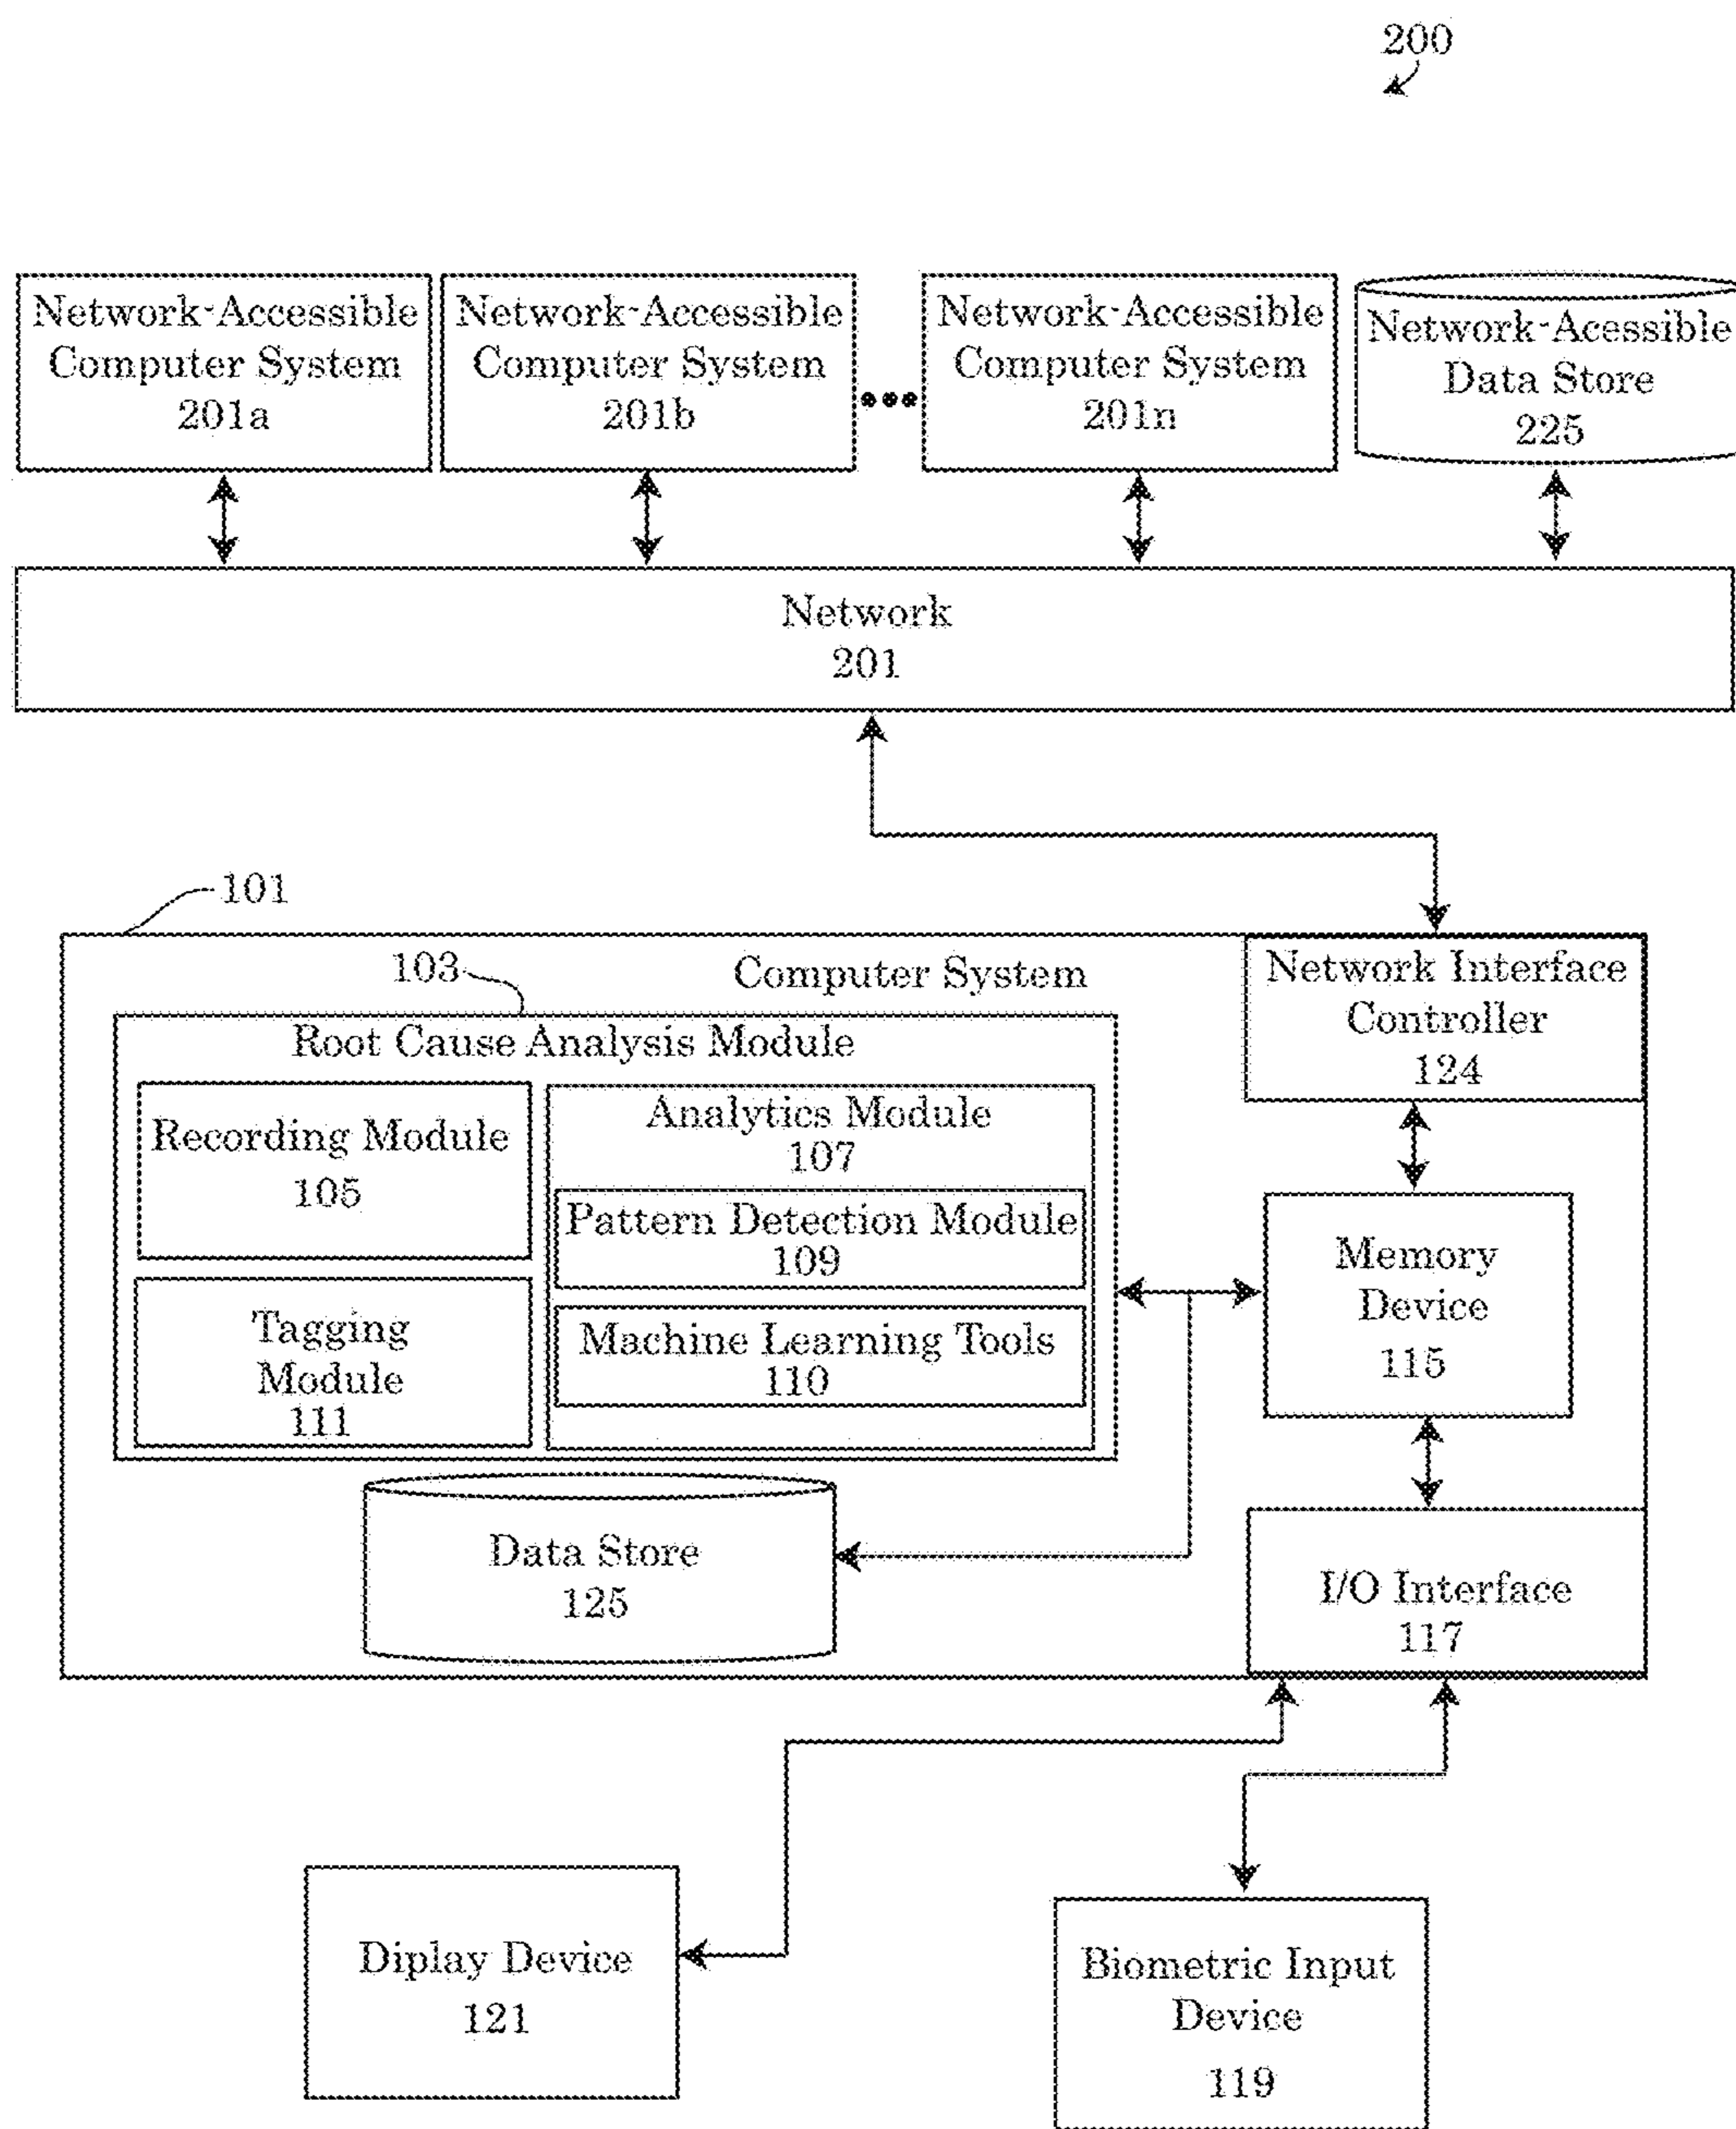 200
Network-Accessible
Computer System
201a
Network-Accessible
Computer System
201b
Network-Accessible
Computer System
201n
Network-Acessible
Data Store
225
Network
201
101
Computer System
103
Root Cause Analysis Module
Recording Module
105
Tagging
Module
111
Analytics Module
107
Pattern Detection Module
109
Machine Learning Tools
110
Network Interface
Controller
124
Memory
Device
115
Data Store
125
I/O Interface
117
Diplay Device
121
Biometric Input
Device
119